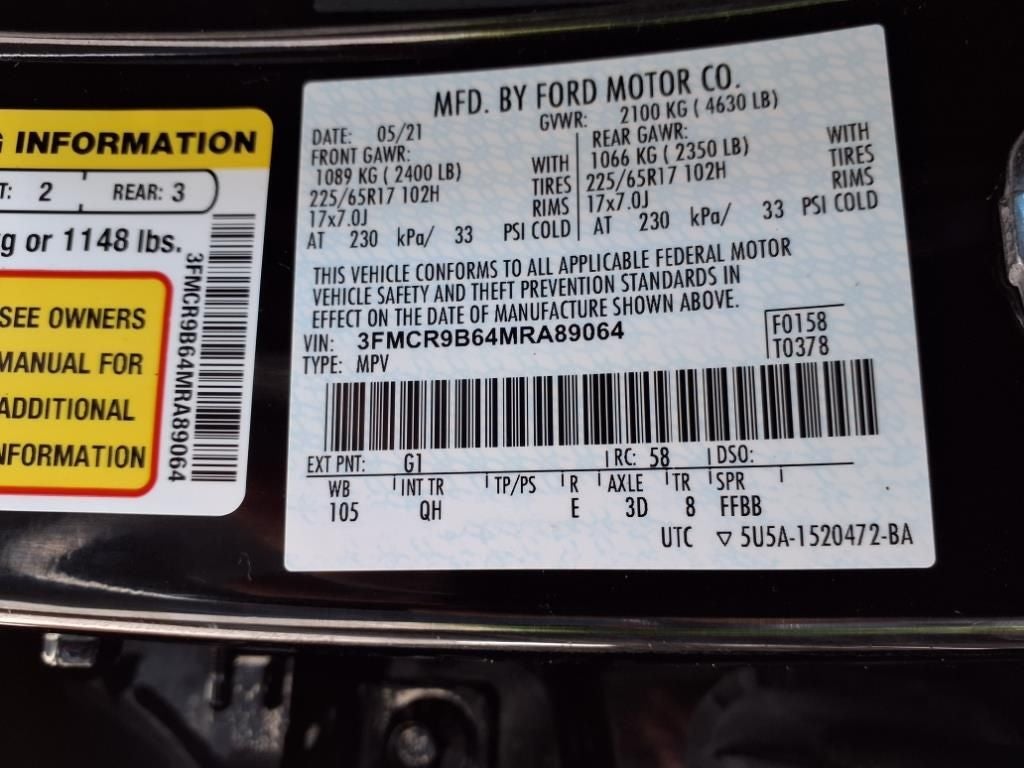 G INFORMATION
T: 2 REAR: 3
kg or 1148 lbs.
SEE OWNERS
MANUAL FOR
ADDITIONAL
INFORMATION
3FMCR9B64MRA89064
MFD. BY FORD MOTOR CO.
DATE: 05/21 GVWR: 2100 KG ( 4630 LB)
FRONT GAWR: REAR GAWR:
1089 KG ( 2400 LB) WITH 1066 KG ( 2350 LB) WITH
225/65R17 102H TIRES 225/65R17 102H TIRES
17x7.0J RIMS 17x7.0J RIMS
AT 230 kPa/ 33 PSI COLD AT 230 kPa/ 33 PSI COLD
THIS VEHICLE CONFORMS TO ALL APPLICABLE FEDERAL MOTOR
VEHICLE SAFETY AND THEFT PREVENTION STANDARDS IN
EFFECT ON THE DATE OF MANUFACTURE SHOWN ABOVE.
VIN: 3FMCR9B64MRA89064 F0158
TYPE: MPV T0378
EXT PNT: G1 RC: 58 DSO:
WB INT TR TP/PS R AXLE TR SPR
105 QH E 3D 8 FFBB
UTC ▽ 5U5A-1520472-BA